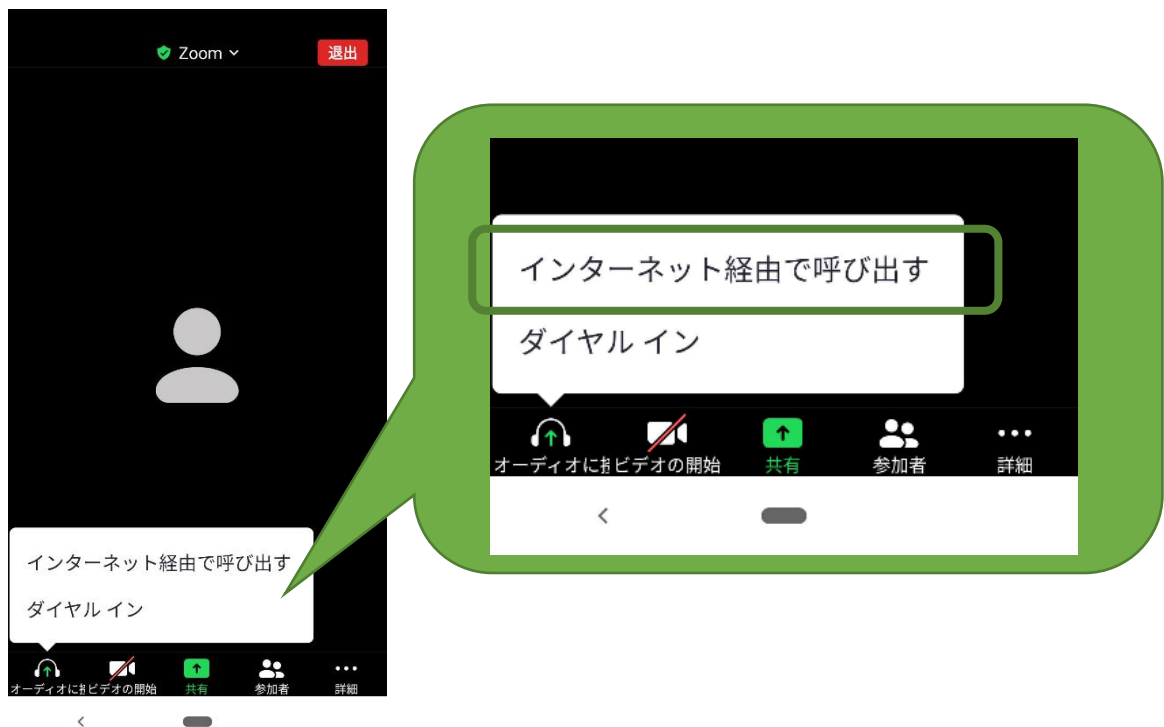 Zoom
退出
インターネット経由で呼び出す
ダイヤル イン
オーディオに ビデオの開始 共有 参加者 詳細
インターネット経由で呼び出す
ダイヤル イン
オーディオに ビデオの開始 共有 参加者 詳細